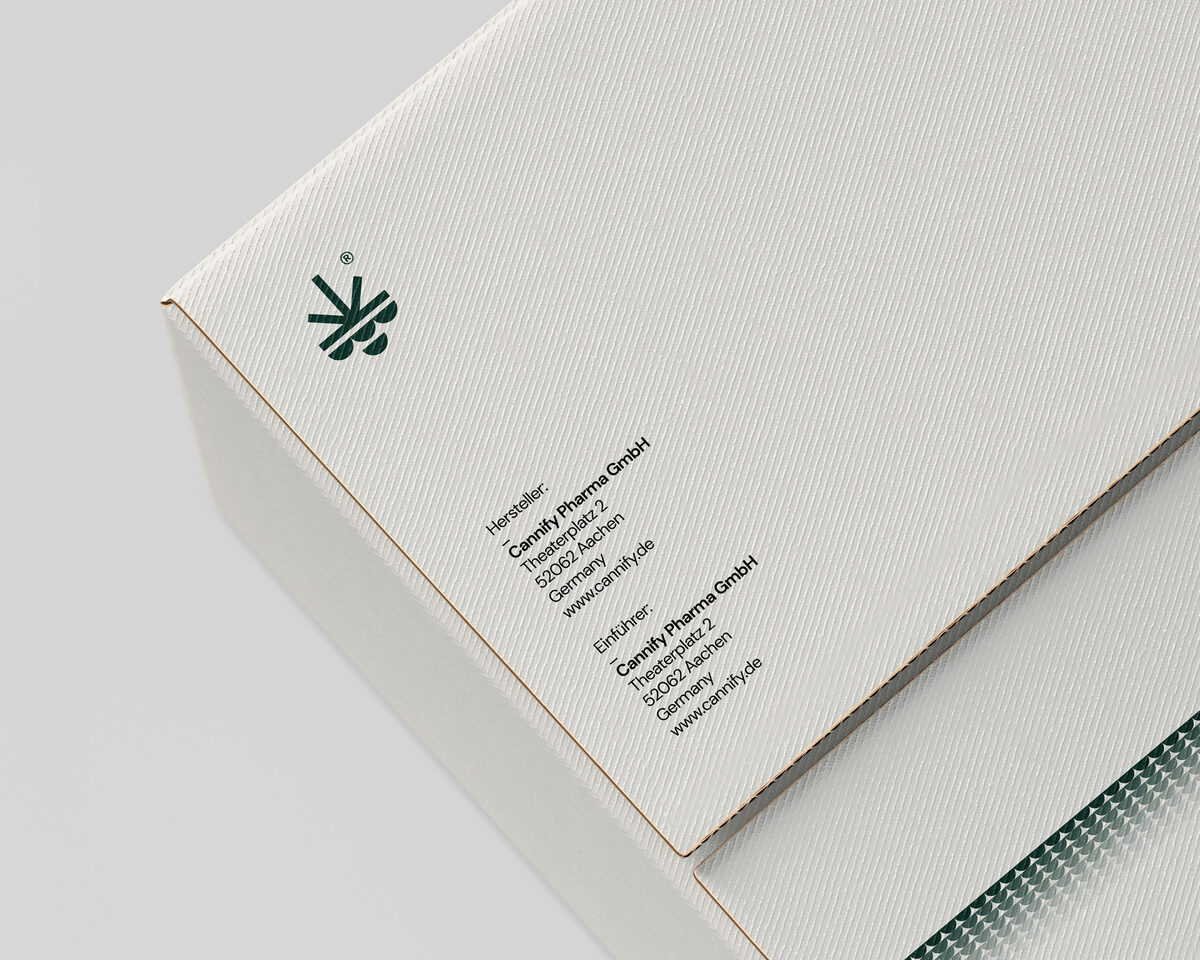 ®
Hersteller:
–
Cannify Pharma GmbH
Theaterplatz 2
52062 Aachen
Germany
www.cannify.de
Einführer:
–
Cannify Pharma GmbH
Theaterplatz 2
52062 Aachen
Germany
www.cannify.de